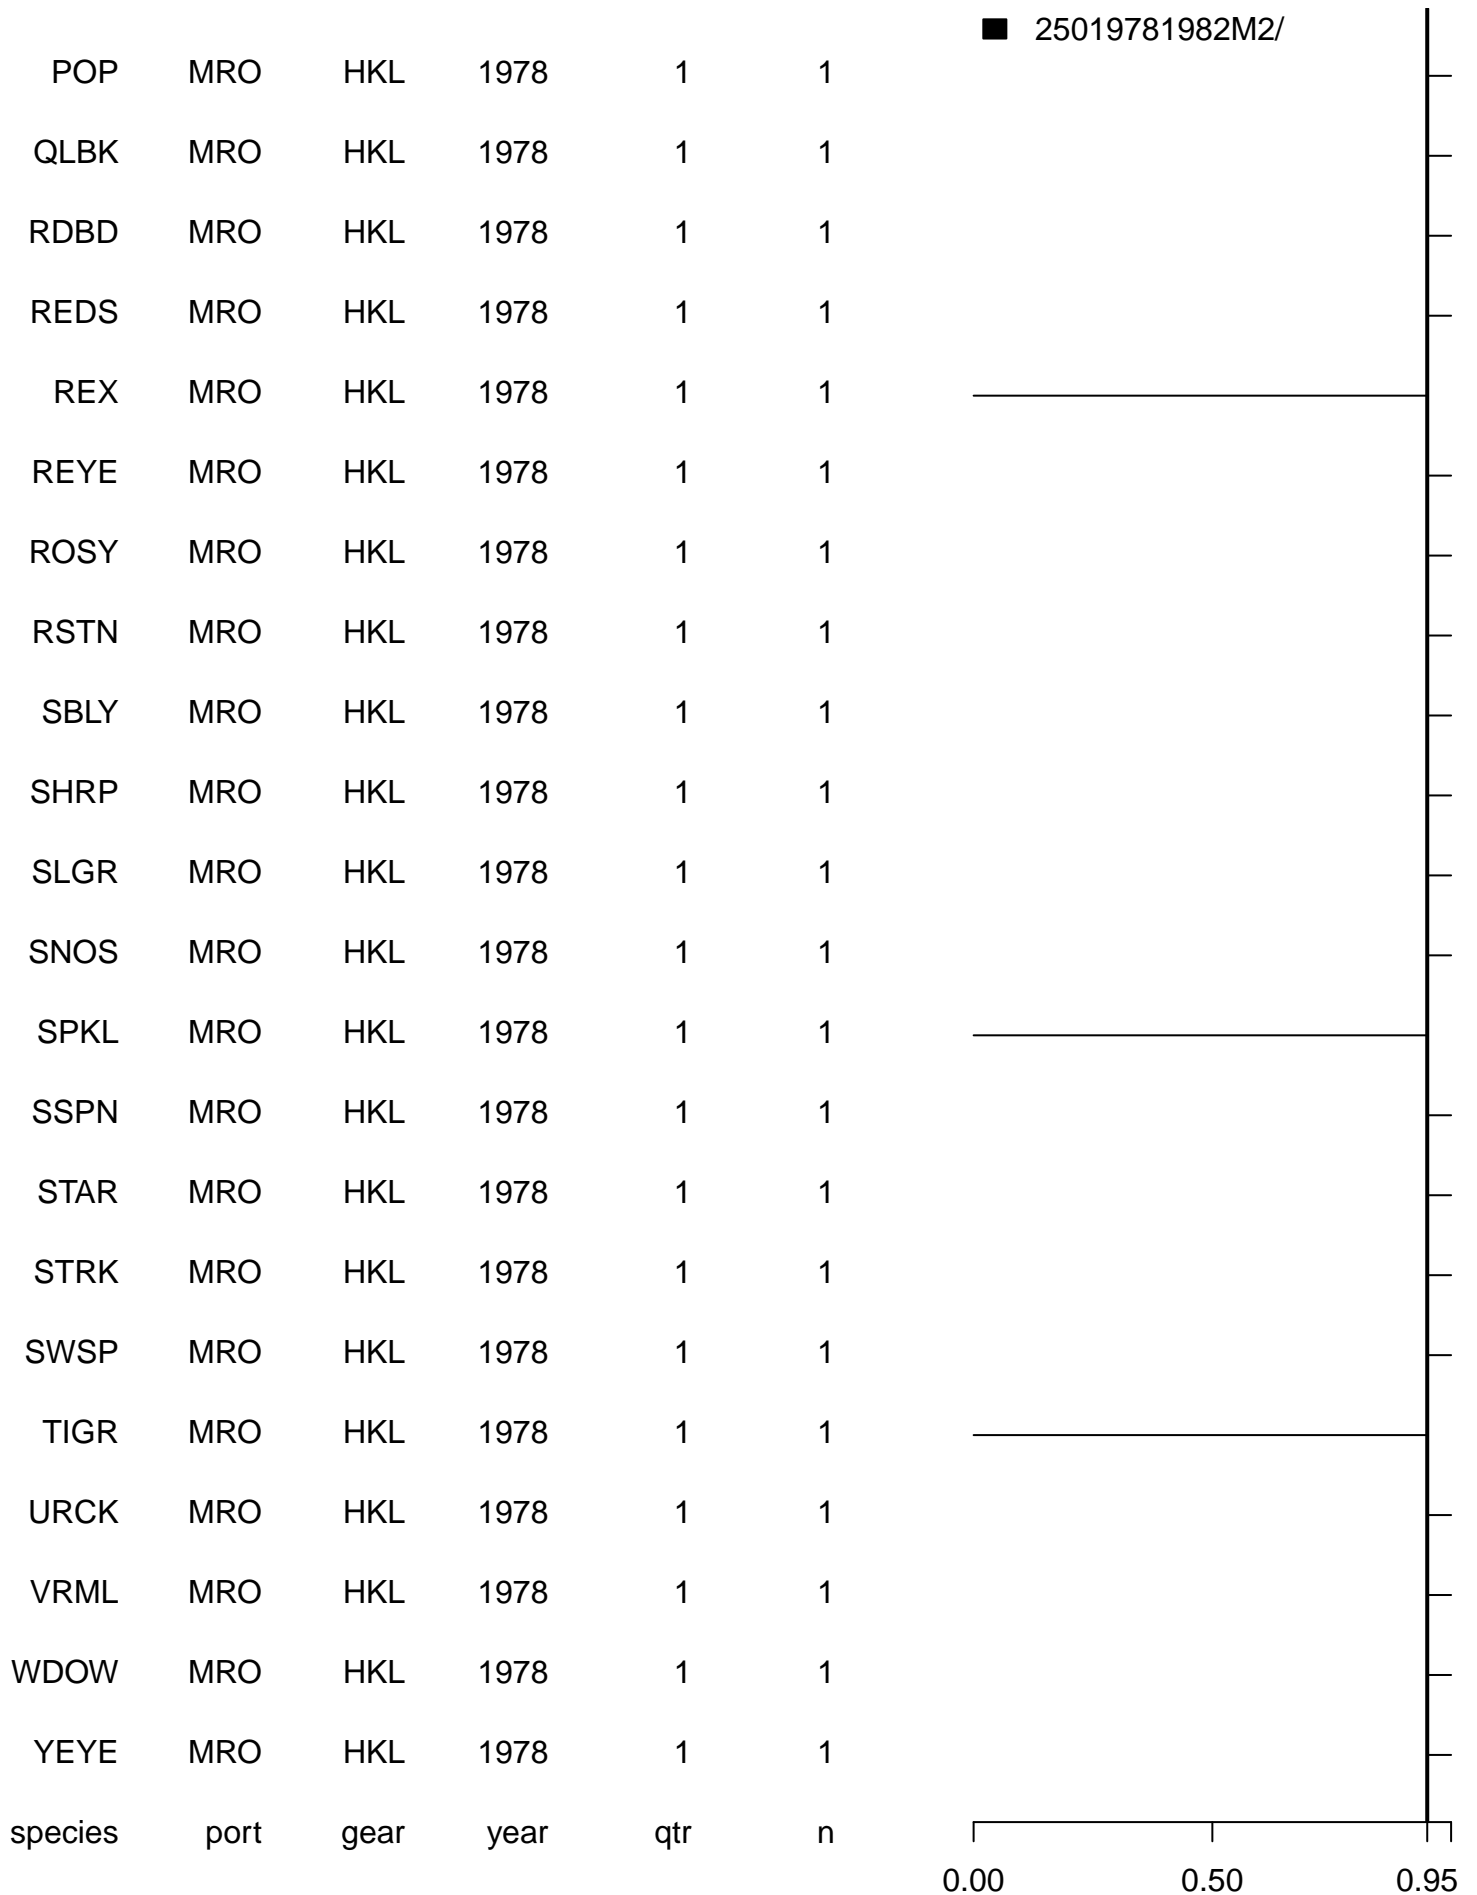 25019781982M2/
POP MRO HKL 1978 1 1
QLBK MRO HKL 1978 1 1
RDBD MRO HKL 1978 1 1
REDS MRO HKL 1978 1 1
REX MRO HKL 1978 1 1
REYE MRO HKL 1978 1 1
ROSY MRO HKL 1978 1 1
RSTN MRO HKL 1978 1 1
SBLY MRO HKL 1978 1 1
SHRP MRO HKL 1978 1 1
SLGR MRO HKL 1978 1 1
SNOS MRO HKL 1978 1 1
SPKL MRO HKL 1978 1 1
SSPN MRO HKL 1978 1 1
STAR MRO HKL 1978 1 1
STRK MRO HKL 1978 1 1
SWSP MRO HKL 1978 1 1
TIGR MRO HKL 1978 1 1
URCK MRO HKL 1978 1 1
VRML MRO HKL 1978 1 1
WDOW MRO HKL 1978 1 1
YEYE MRO HKL 1978 1 1
species port gear year qtr n
0.00 0.50 0.95